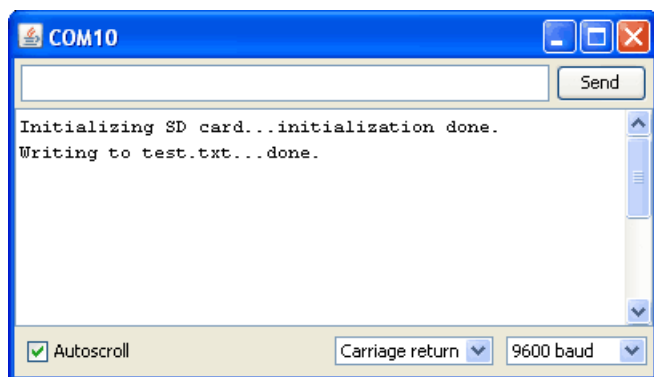 COM10
Send
Initializing SD card...initialization done.
Writing to test.txt...done.
Autoscroll
Carriage return
9600 baud